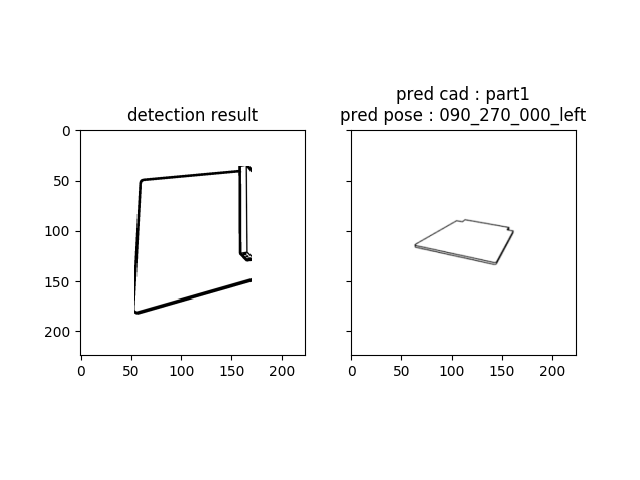 detection result
pred cad : part1
pred pose : 090_270_000_left
0
50
100
150
200
0 50 100 150 200
0 50 100 150 200